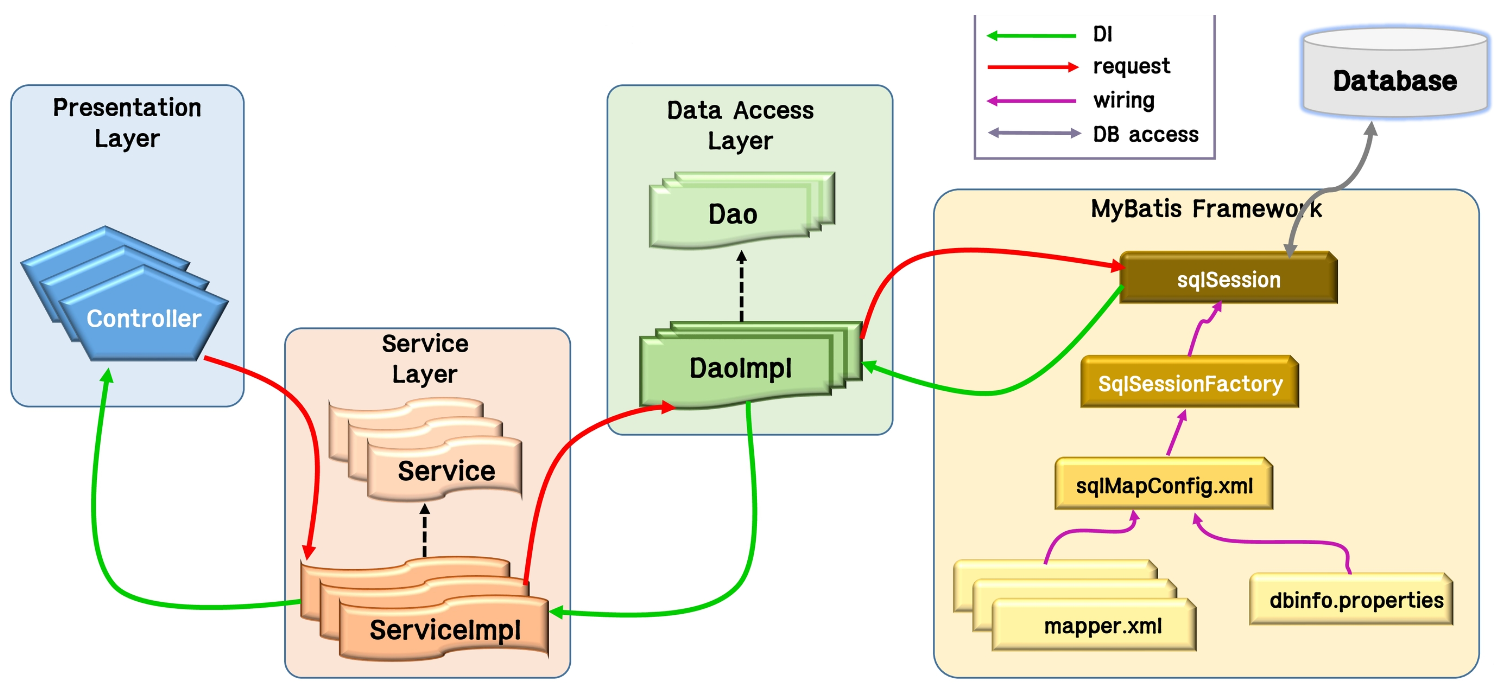 Presentation
Layer
Controller
Service
Layer
Service
ServiceImpl
Data Access
Layer
Dao
DaoImpl
DI
request
wiring
DB access
Database
MyBatis Framework
sqlSession
SqlSessionFactory
sqlMapConfig.xml
mapper.xml
dbinfo.properties